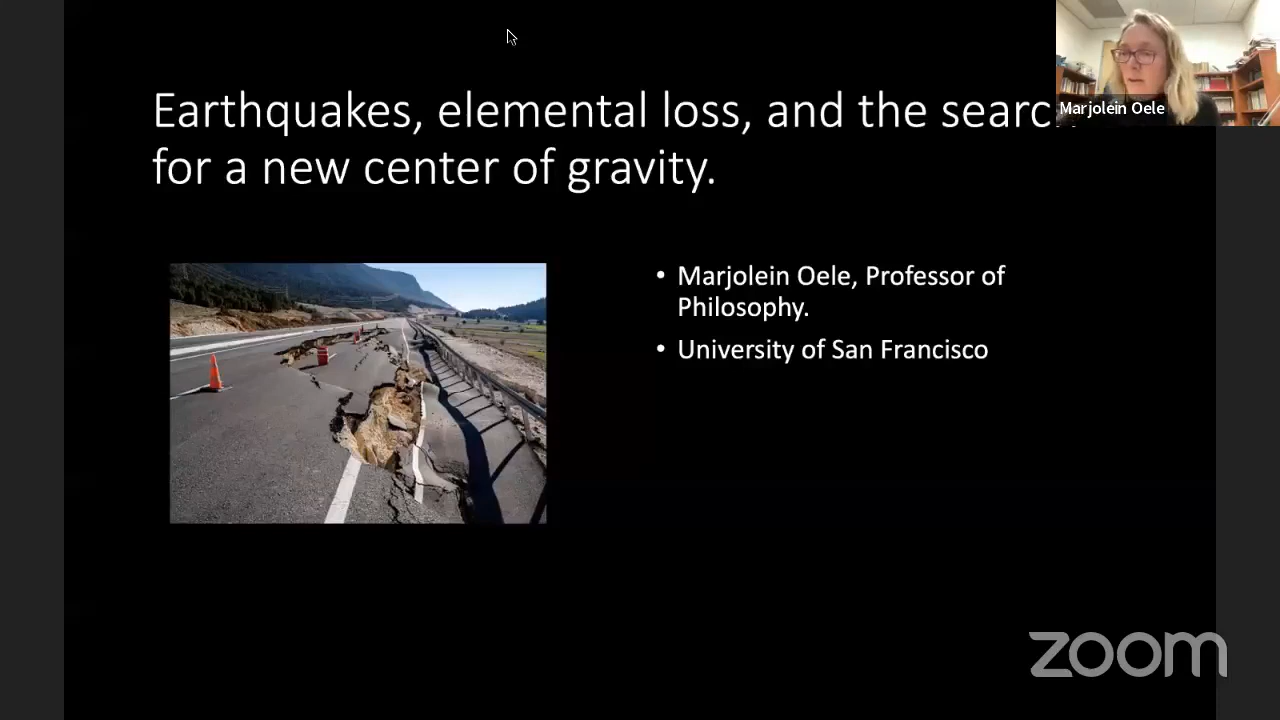 Earthquakes, elemental loss, and the searc
for a new center of gravity.
Marjolein Oele
• Marjolein Oele, Professor of
Philosophy.
• University of San Francisco
zoom